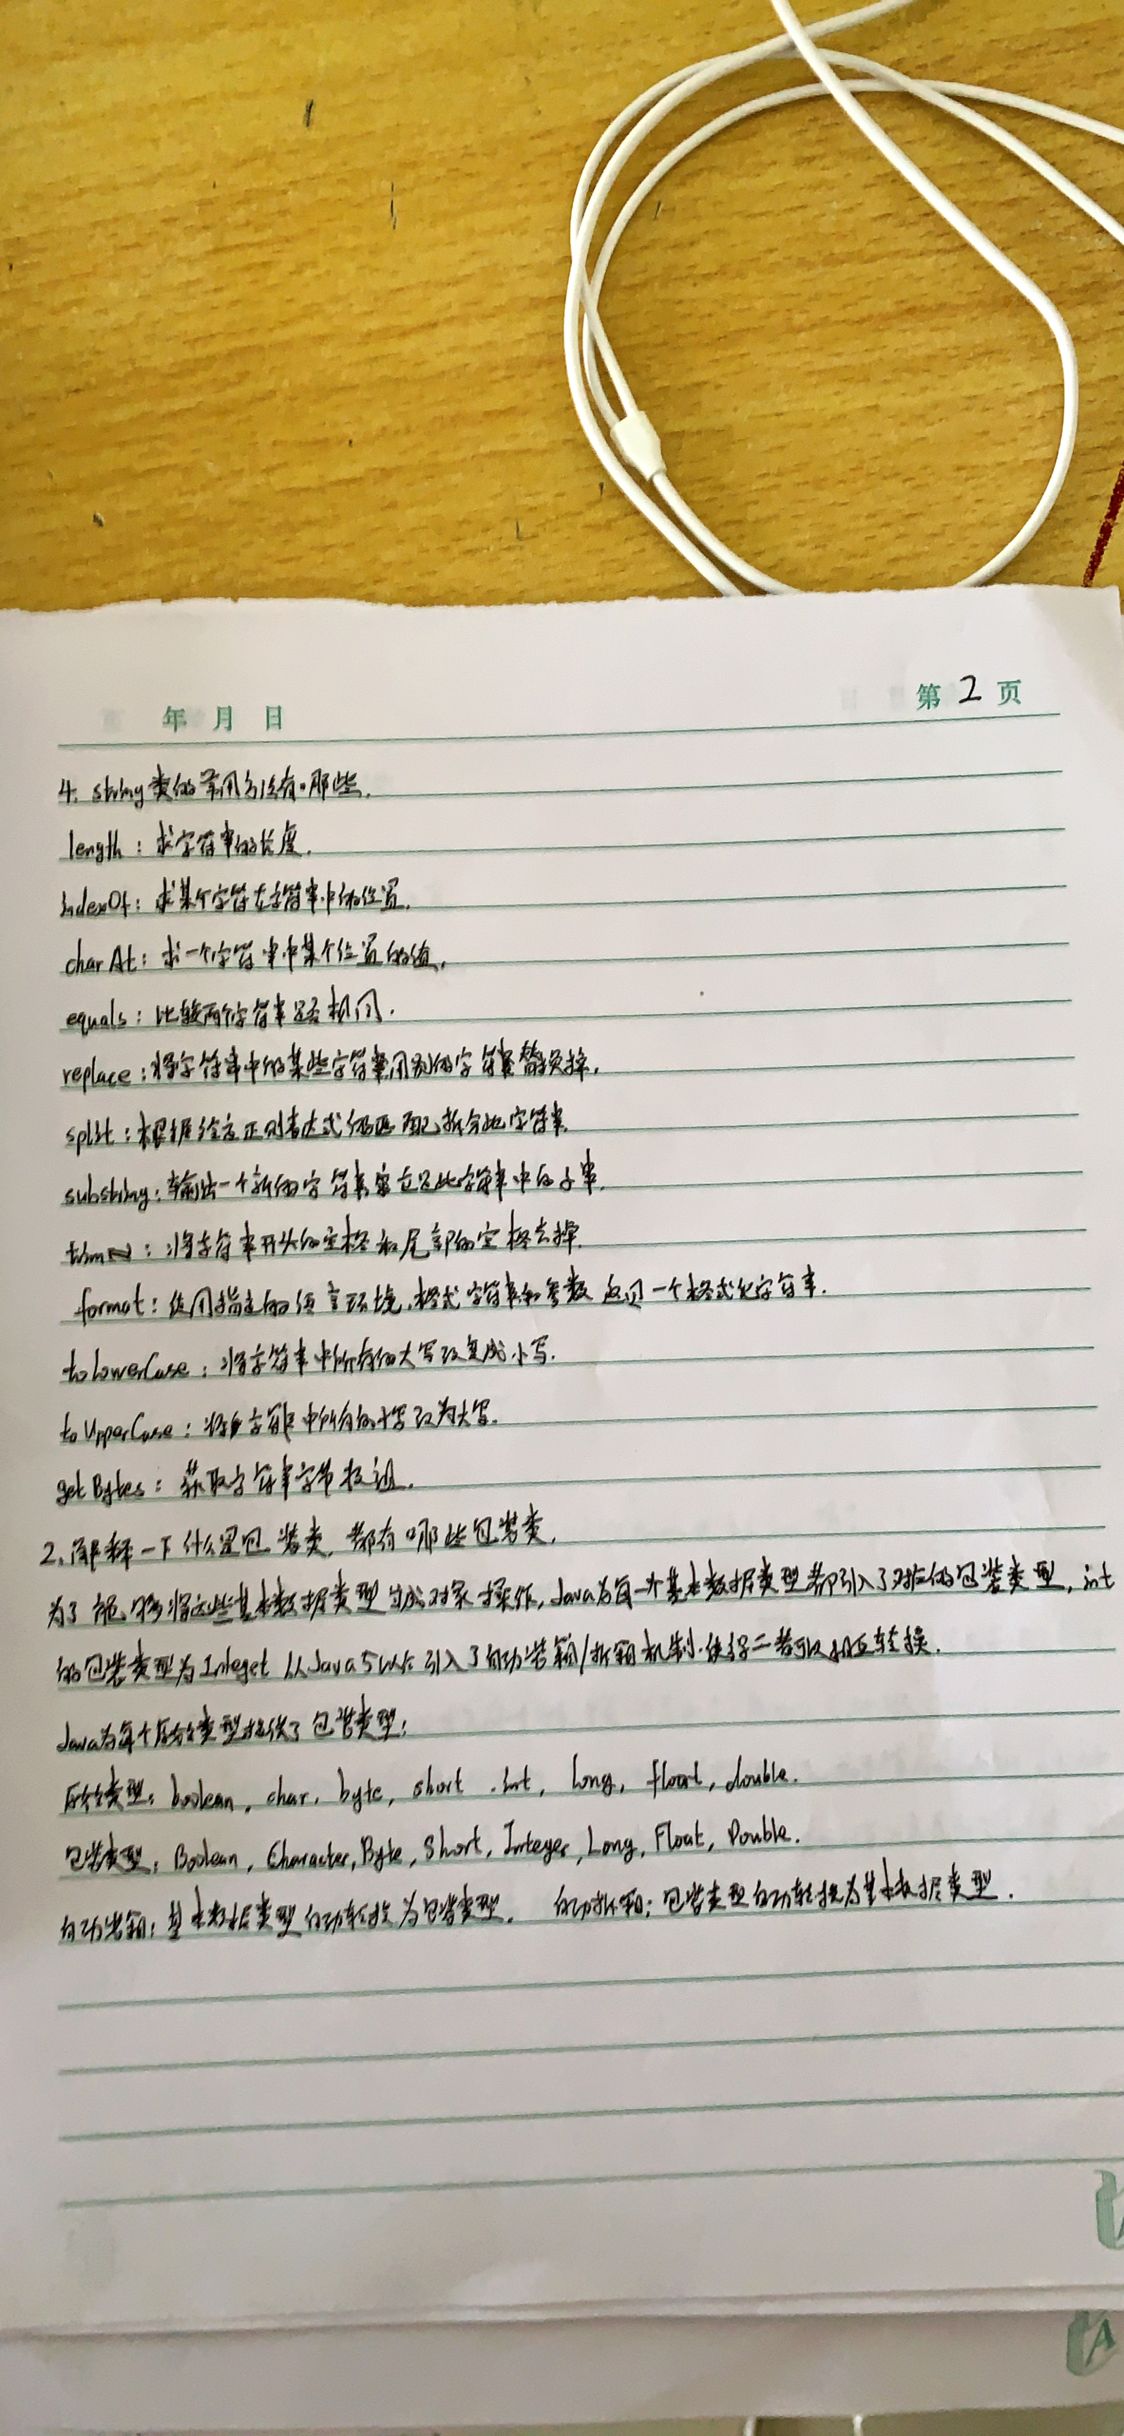 年 月 日
第 2 页
4. string类的常用方法有哪些.
length: 求字符串的长度.
indexOf: 求某个字符在字符串中的位置.
charAt: 求一个字符串中某个位置的值.
equals: 比较两个字符串是否相同.
replace: 将字符串中的某些字符串用别的字符串替换掉.
split: 根据给定正则表达式的匹配拆分此字符串.
substring: 输出一个新的字符串它是此字符串中的子串.
trim: 将字符串开头的空格和尾部的空格去掉.
format: 使用指定的语言环境.格式字符串和参数返回一个格式化字符串.
toLowerCase: 将字符串中所有的大写改变成小写.
toUpperCase: 将字符串中所有的小写改为大写.
getBytes: 获取字符串字节数组.
2.解释一下什么是包装类.都有哪些包装类.
为了能够将这些基本数据类型当成对象操作,Java为每一个基本数据类型都引入了对应的包装类型,int
的包装类型为Integet 从Java5以后引入了自动装箱/拆箱机制.使得二者可以相互转换.
Java为每个原始类型提供了包装类型:
原始类型: boolean, char, byte, short, int, long, float, double.
包装类型: Boolean, Character, Byte, Short, Integer, Long, Float, Double.
自动装箱: 基本数据类型自动转换为包装类型. 自动拆箱: 包装类型自动转换为基本数据类型.
A